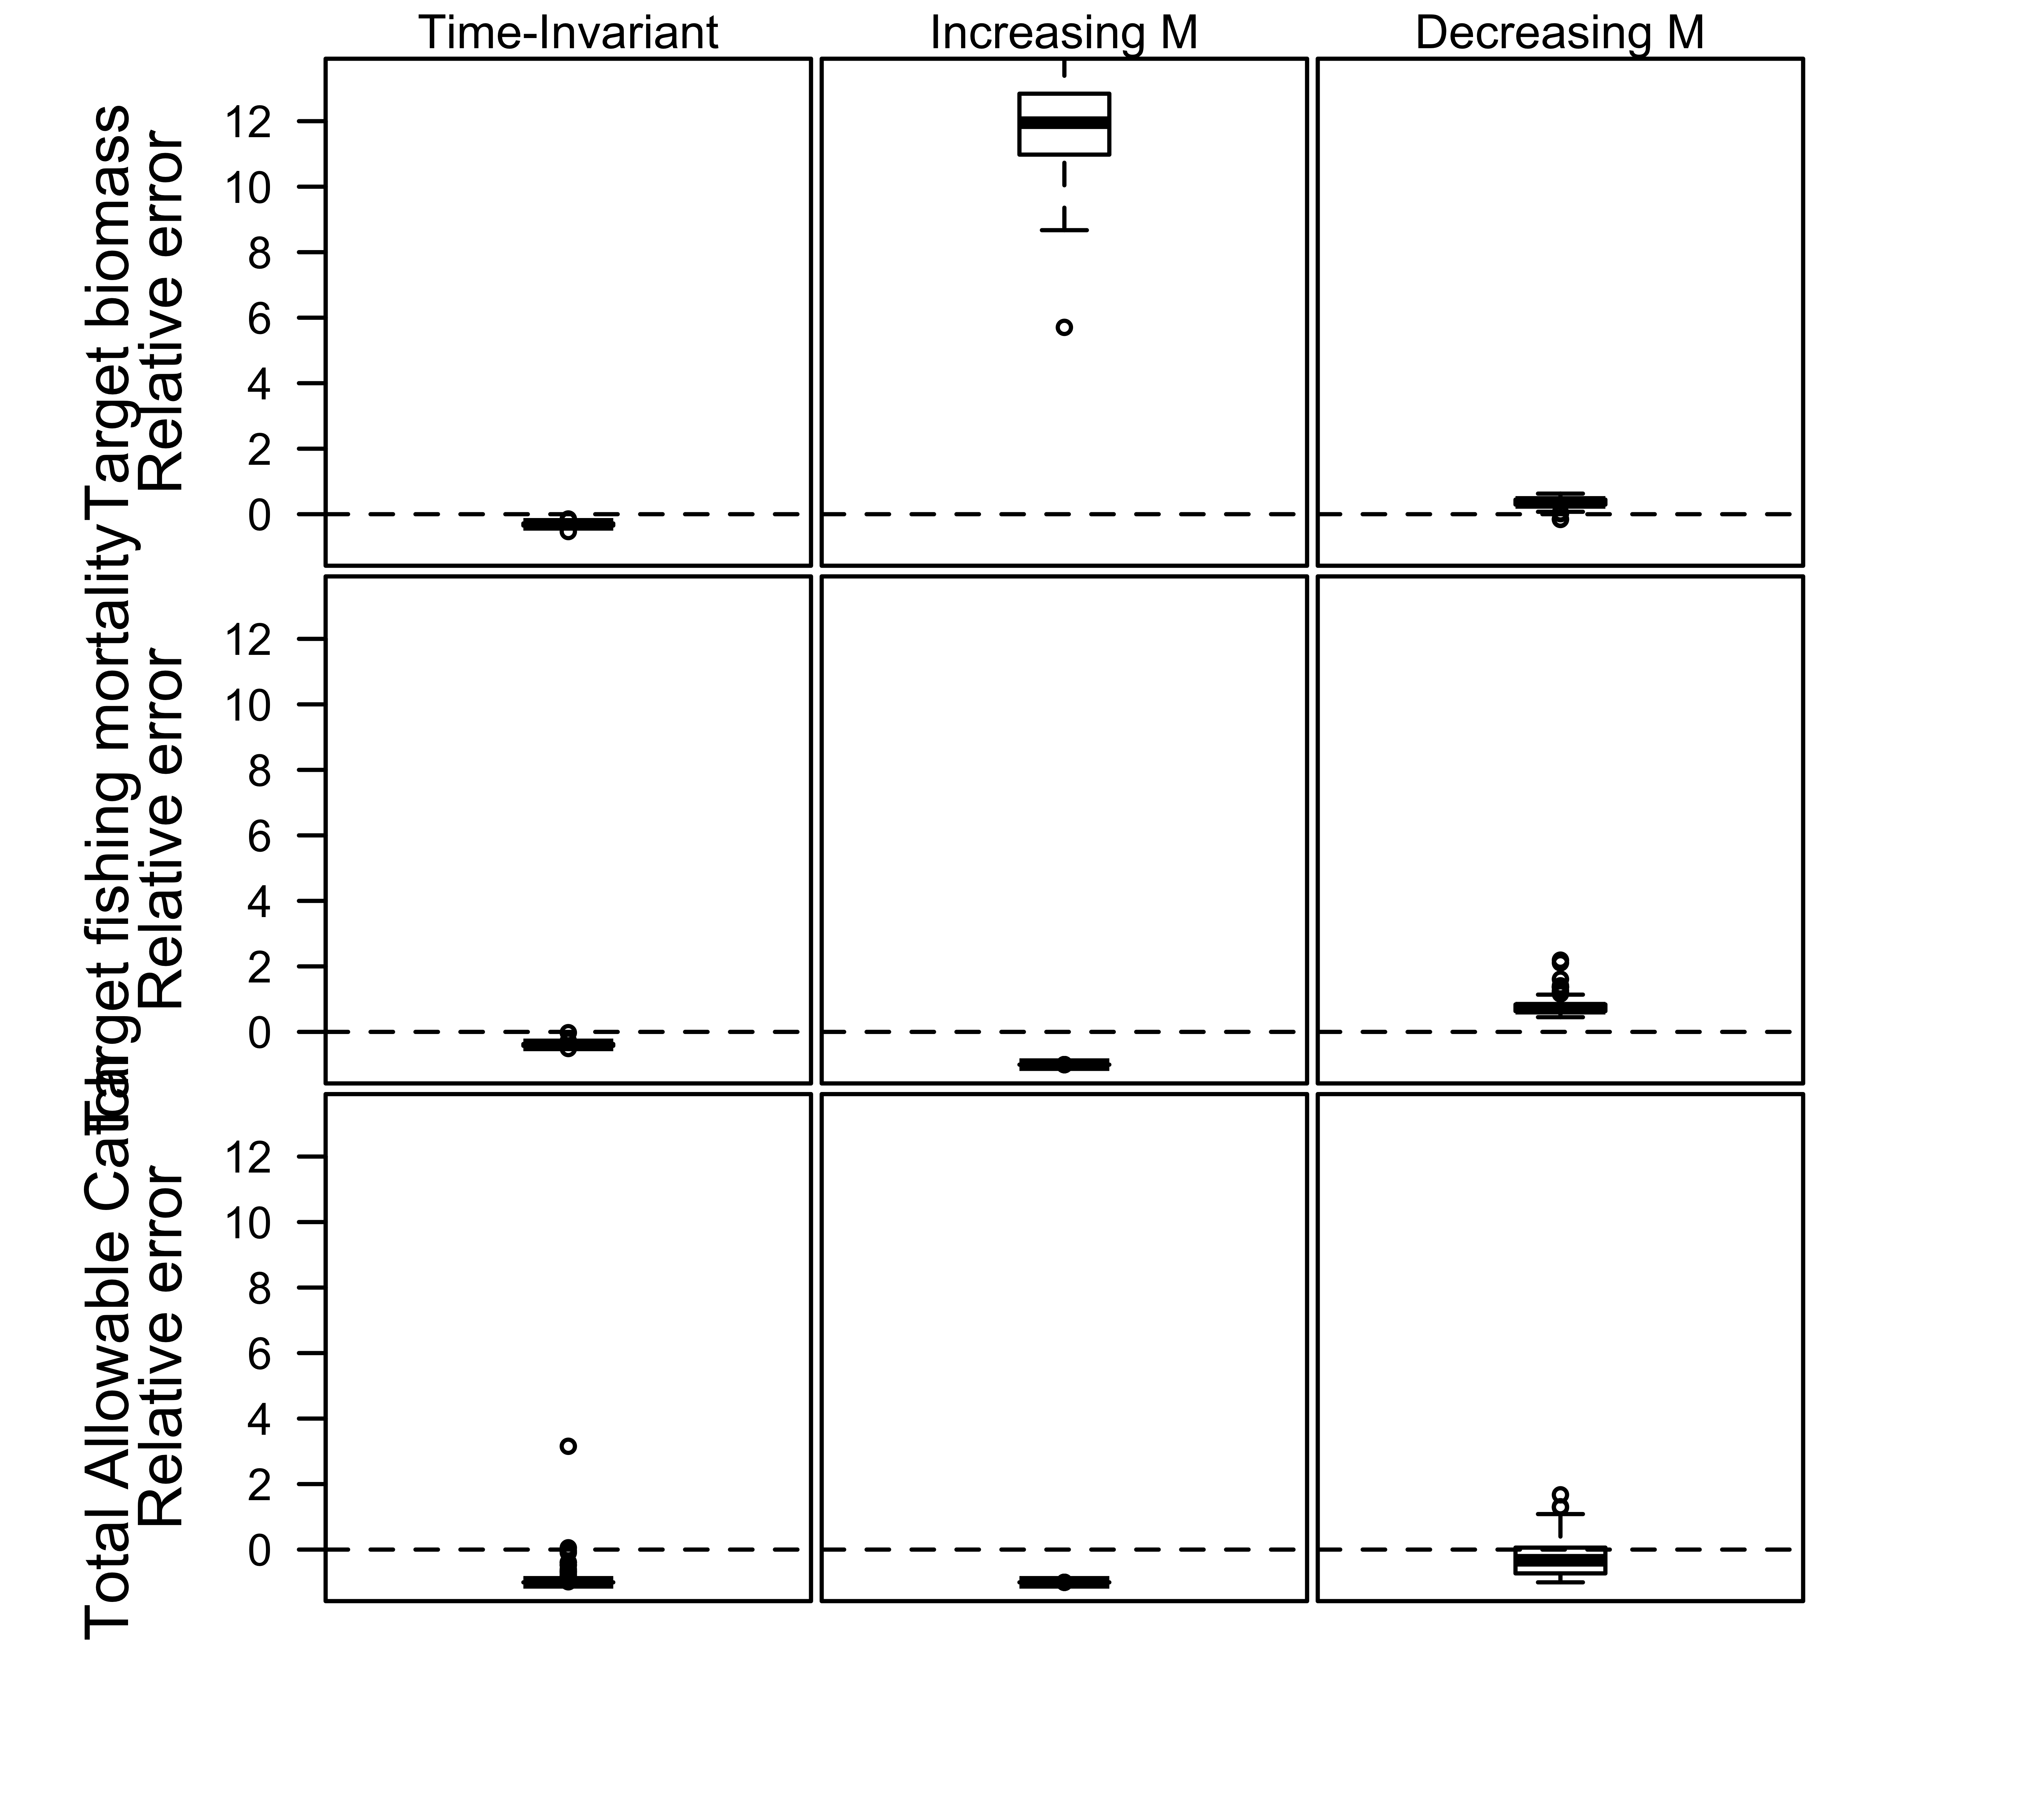 Time-Invariant
Increasing M
Decreasing M
Target biomass
Relative error
12
10
8
6
4
2
0
Target fishing mortality
Relative error
12
10
8
6
4
2
0
Total Allowable Catch
Relative error
12
10
8
6
4
2
0